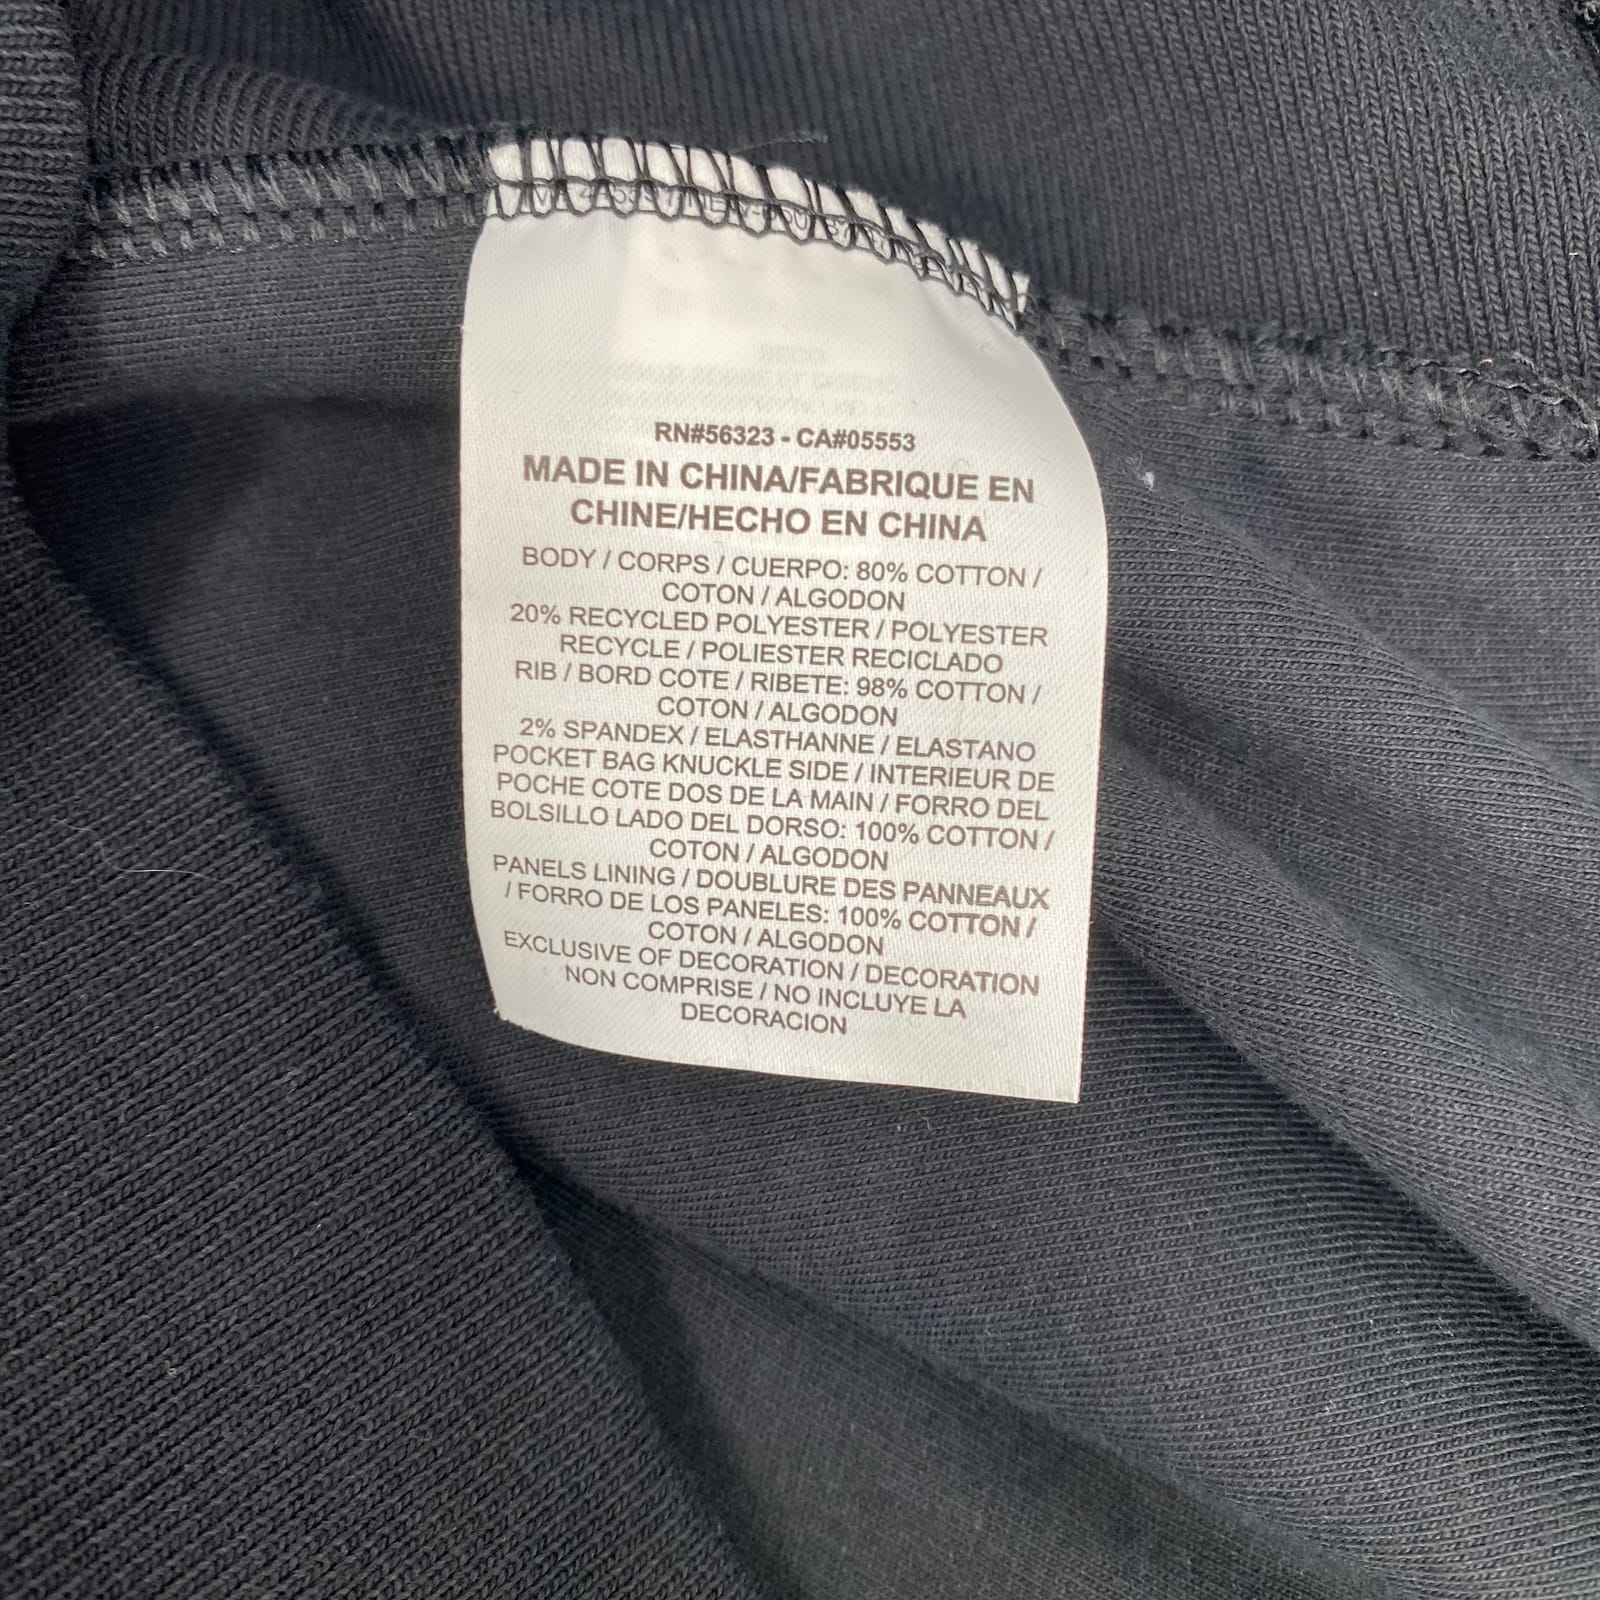 RN#56323 - CA#05553
MADE IN CHINA/FABRIQUE EN
CHINE/HECHO EN CHINA
BODY / CORPS / CUERPO: 80% COTTON /
COTON / ALGODON
20% RECYCLED POLYESTER / POLYESTER
RECYCLE / POLIESTER RECICLADO
RIB / BORD COTE / RIBETE: 98% COTTON /
COTON / ALGODON
2% SPANDEX / ELASTHANNE / ELASTANO
POCKET BAG KNUCKLE SIDE / INTERIEUR DE
POCHE COTE DOS DE LA MAIN / FORRO DEL
BOLSILLO LADO DEL DORSO: 100% COTTON /
COTON / ALGODON
PANELS LINING / DOUBLURE DES PANNEAUX
/ FORRO DE LOS PANELES: 100% COTTON /
COTON / ALGODON
EXCLUSIVE OF DECORATION / DECORATION
NON COMPRISE / NO INCLUYE LA
DECORACION